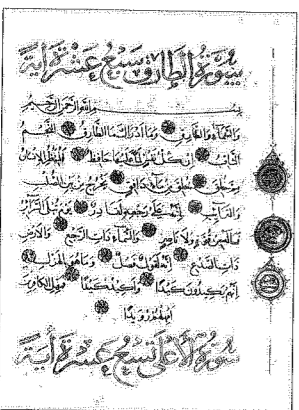 سورة الطارق سبع عشرة آية
بسم الله الرحمن الرحيم
والسماء والطارق وما أدراك ما الطارق النجم
الثاقب إن كل نفس لما عليها حافظ فلينظر الإنسان
مم خلق خلق من ماء دافق يخرج من بين الصلب
والترائب إنه على رجعه لقادر يوم تبلى السرائر
فما له من قوة ولا ناصر والسماء ذات الرجع والأرض
ذات الصدع إنه لقول فصل وما هو بالهزل
إنهم يكيدون كيدا وأكيد كيدا فمهل الكافرين
أمهلهم رويدا
سورة الأعلى تسع عشرة آية